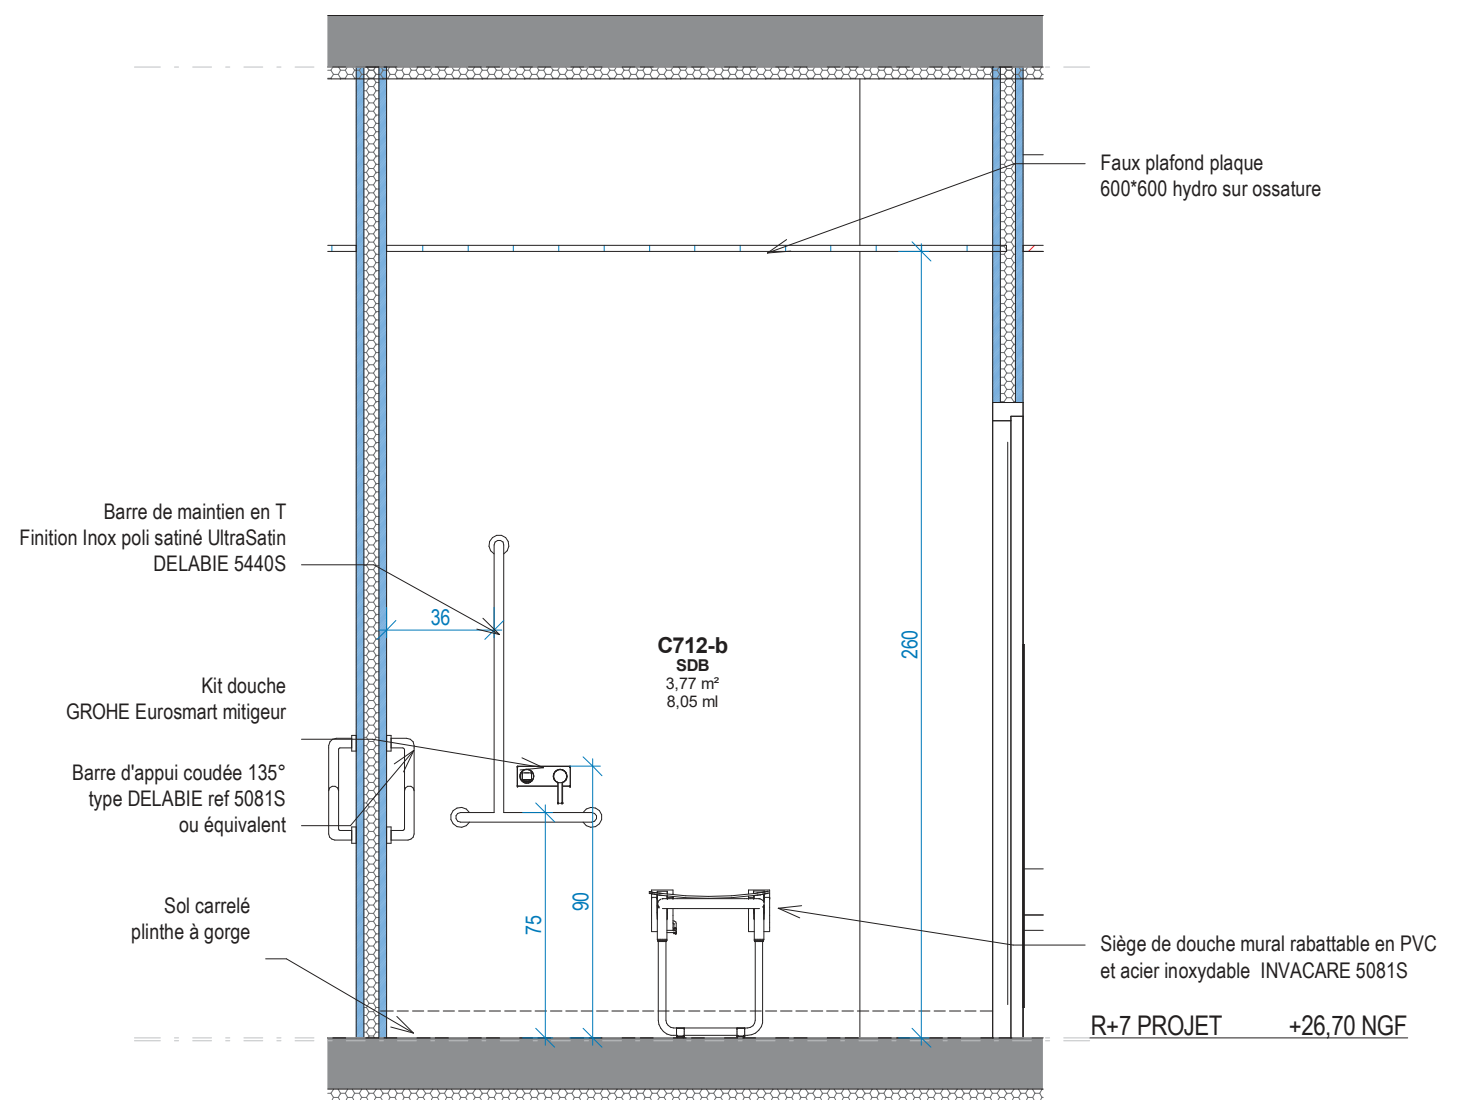 Faux plafond plaque
600*600 hydro sur ossature
Barre de maintien en T
Finition Inox poli satiné UltraSatin
DELABIE 5440S
36
C712-b
SDB
3,77 m²
8,05 ml
260
Kit douche
GROHE Eurosmart mitigeur
Barre d'appui coudée 135°
type DELABIE ref 5081S
ou équivalent
75
90
Sol carrelé
plinthe à gorge
Siège de douche mural rabattable en PVC
et acier inoxydable INVACARE 5081S
R+7 PROJET +26,70 NGF